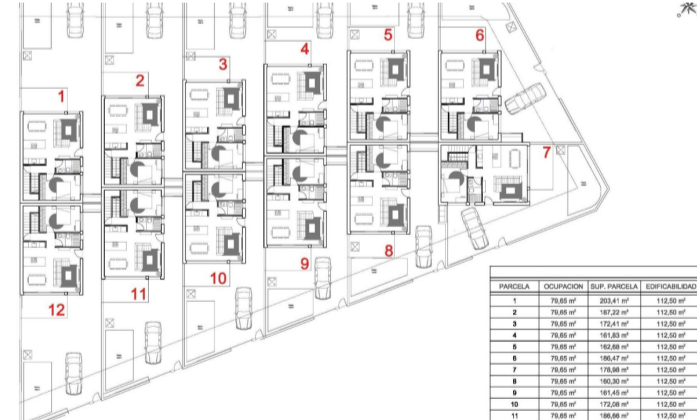 5
6
4
3
2
1
7
8
9
10
11
12
PARCELA OCUPACION SUP. PARCELA EDIFICABILIDAD
1 79,65 m² 203,41 m² 112,50 m²
2 79,65 m² 187,22 m² 112,50 m²
3 79,65 m² 172,41 m² 112,50 m²
4 79,65 m² 161,83 m² 112,50 m²
5 79,65 m² 162,66 m² 112,50 m²
6 79,65 m² 186,47 m² 112,50 m²
7 79,65 m² 178,98 m² 112,50 m²
8 79,65 m² 160,30 m² 112,50 m²
9 79,65 m² 161,45 m² 112,50 m²
10 79,65 m² 172,08 m² 112,50 m²
11 79,65 m² 186,86 m² 112,50 m²